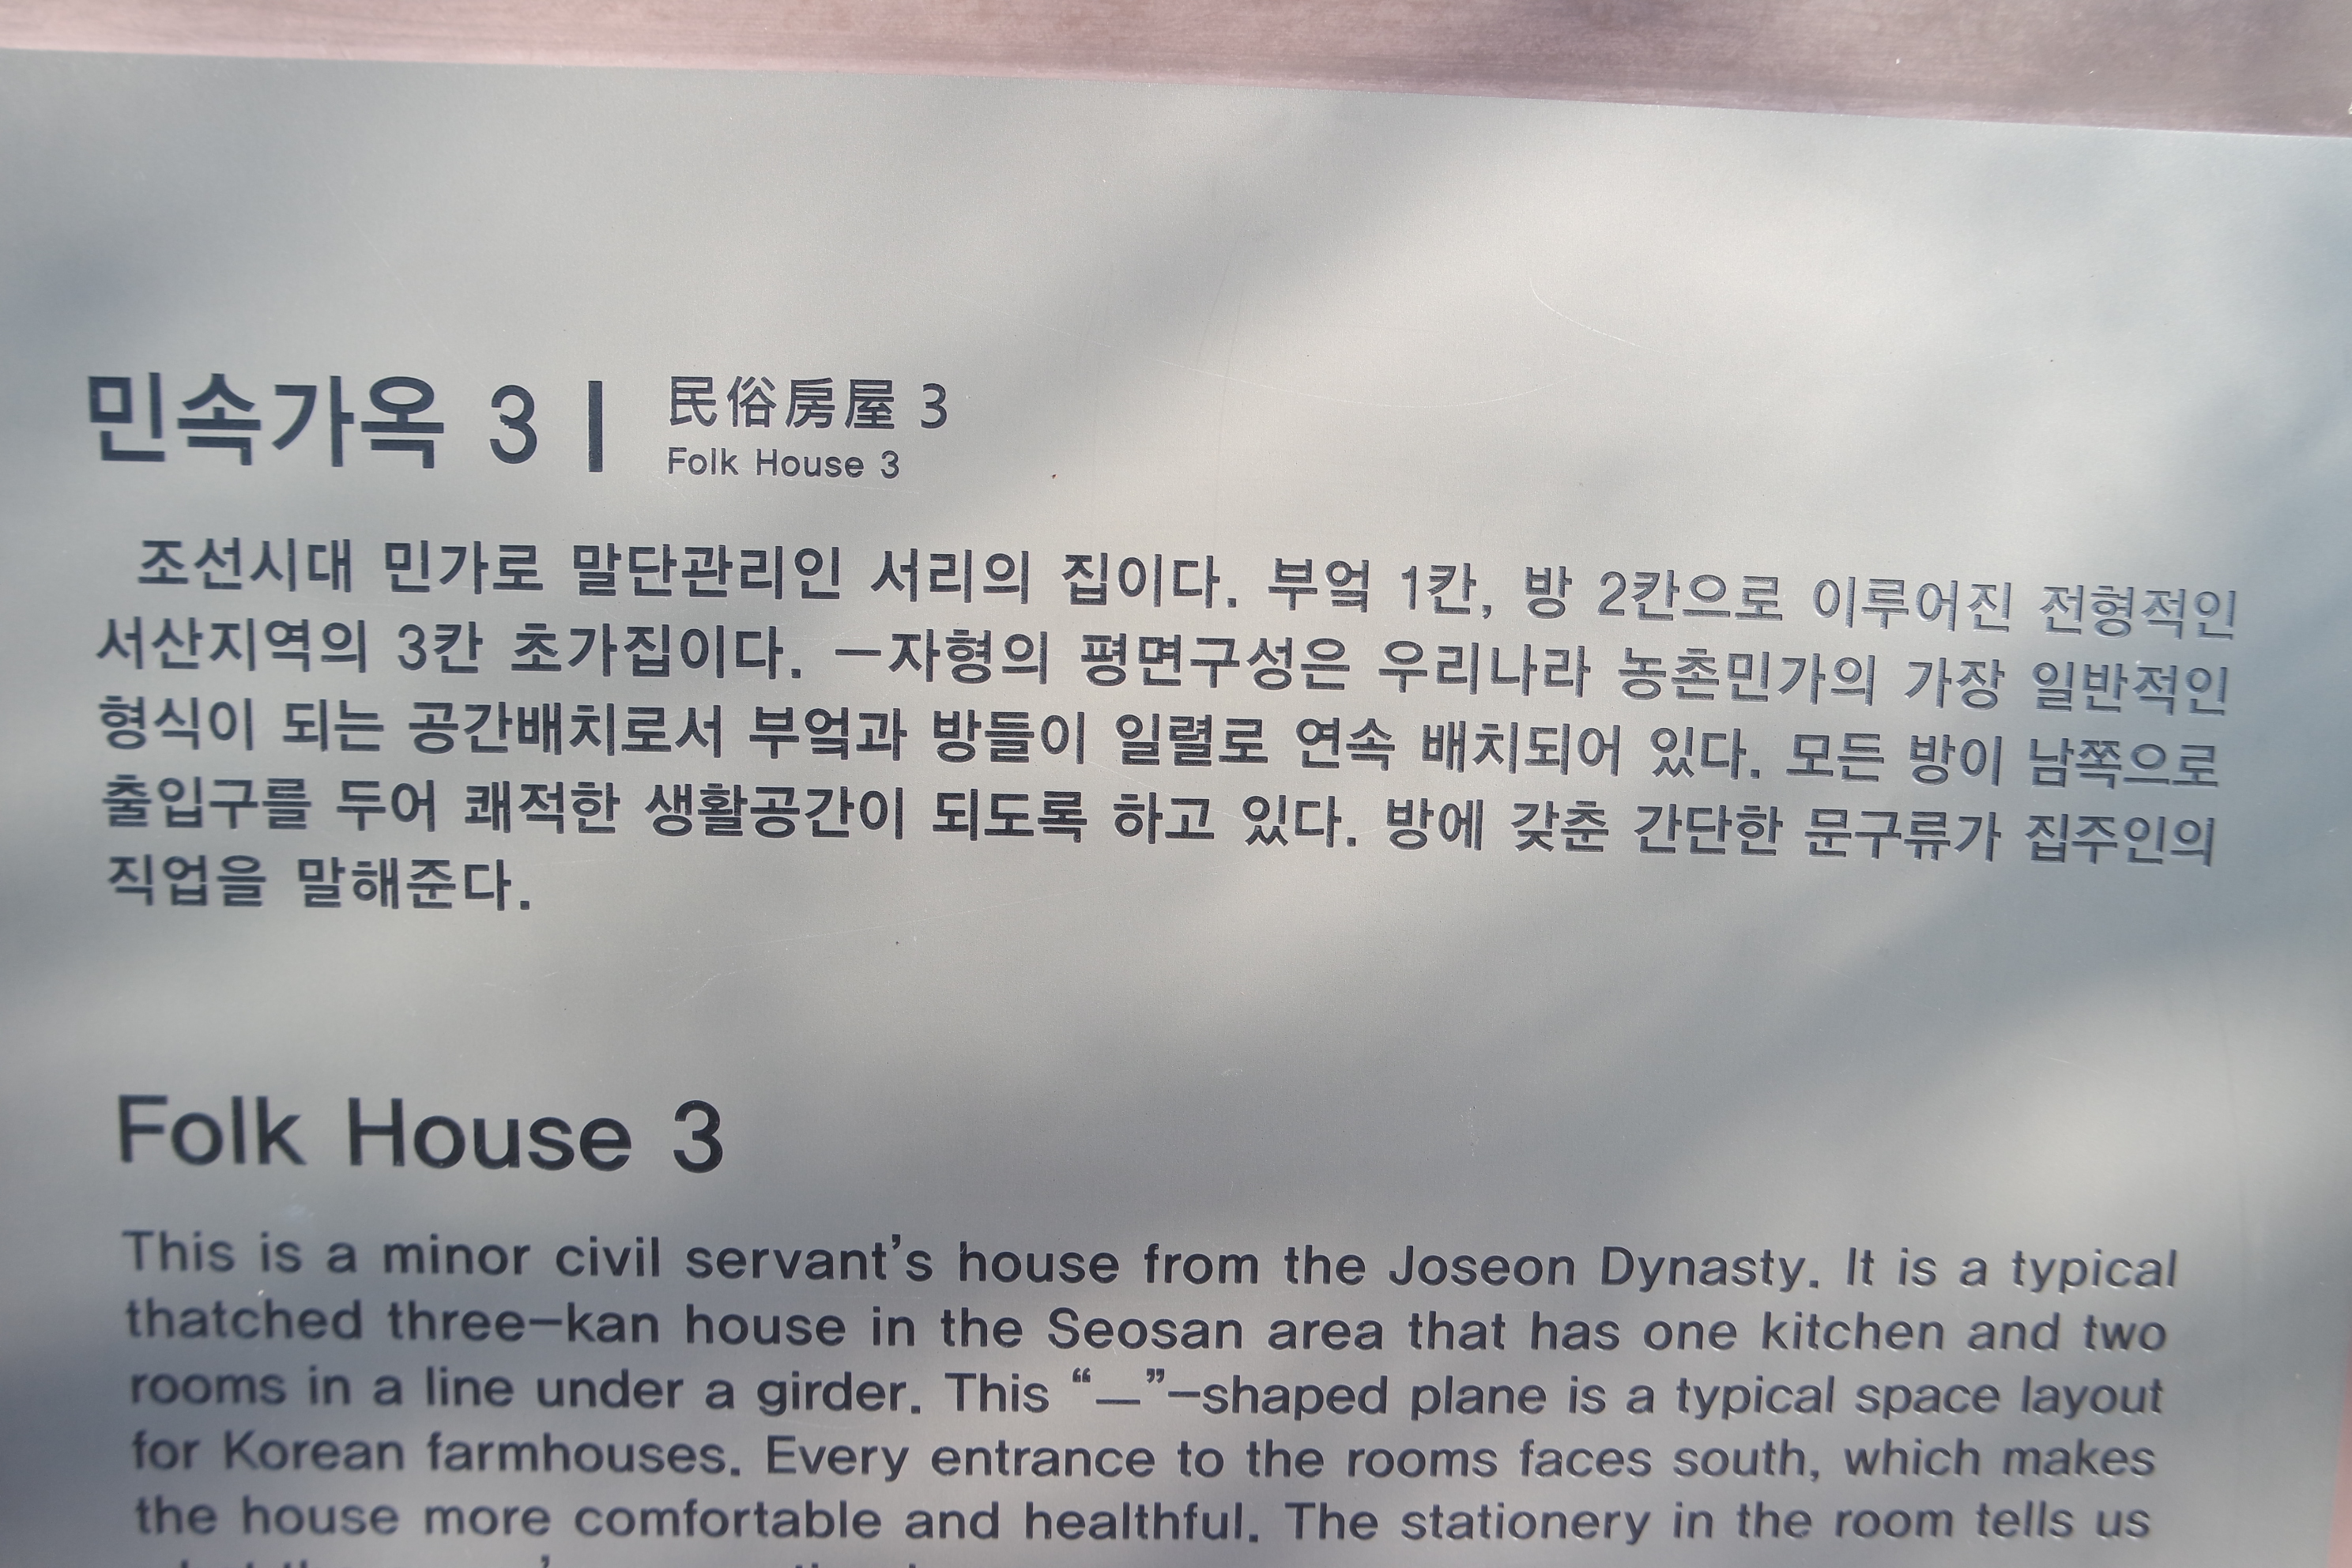 민속가옥 3 | 民俗房屋 3
Folk House 3
조선시대 민가로 말단관리인 서리의 집이다. 부엌 1칸, 방 2칸으로 이루어진 전형적인
서산지역의 3칸 초가집이다. 一자형의 평면구성은 우리나라 농촌민가의 가장 일반적인
형식이 되는 공간배치로서 부엌과 방들이 일렬로 연속 배치되어 있다. 모든 방이 남쪽으로
출입구를 두어 쾌적한 생활공간이 되도록 하고 있다. 방에 갖춘 간단한 문구류가 집주인의
직업을 말해준다.
Folk House 3
This is a minor civil servant's house from the Joseon Dynasty. It is a typical
thatched three-kan house in the Seosan area that has one kitchen and two
rooms in a line under a girder. This “—”-shaped plane is a typical space layout
for Korean farmhouses. Every entrance to the rooms faces south, which makes
the house more comfortable and healthful. The stationery in the room tells us